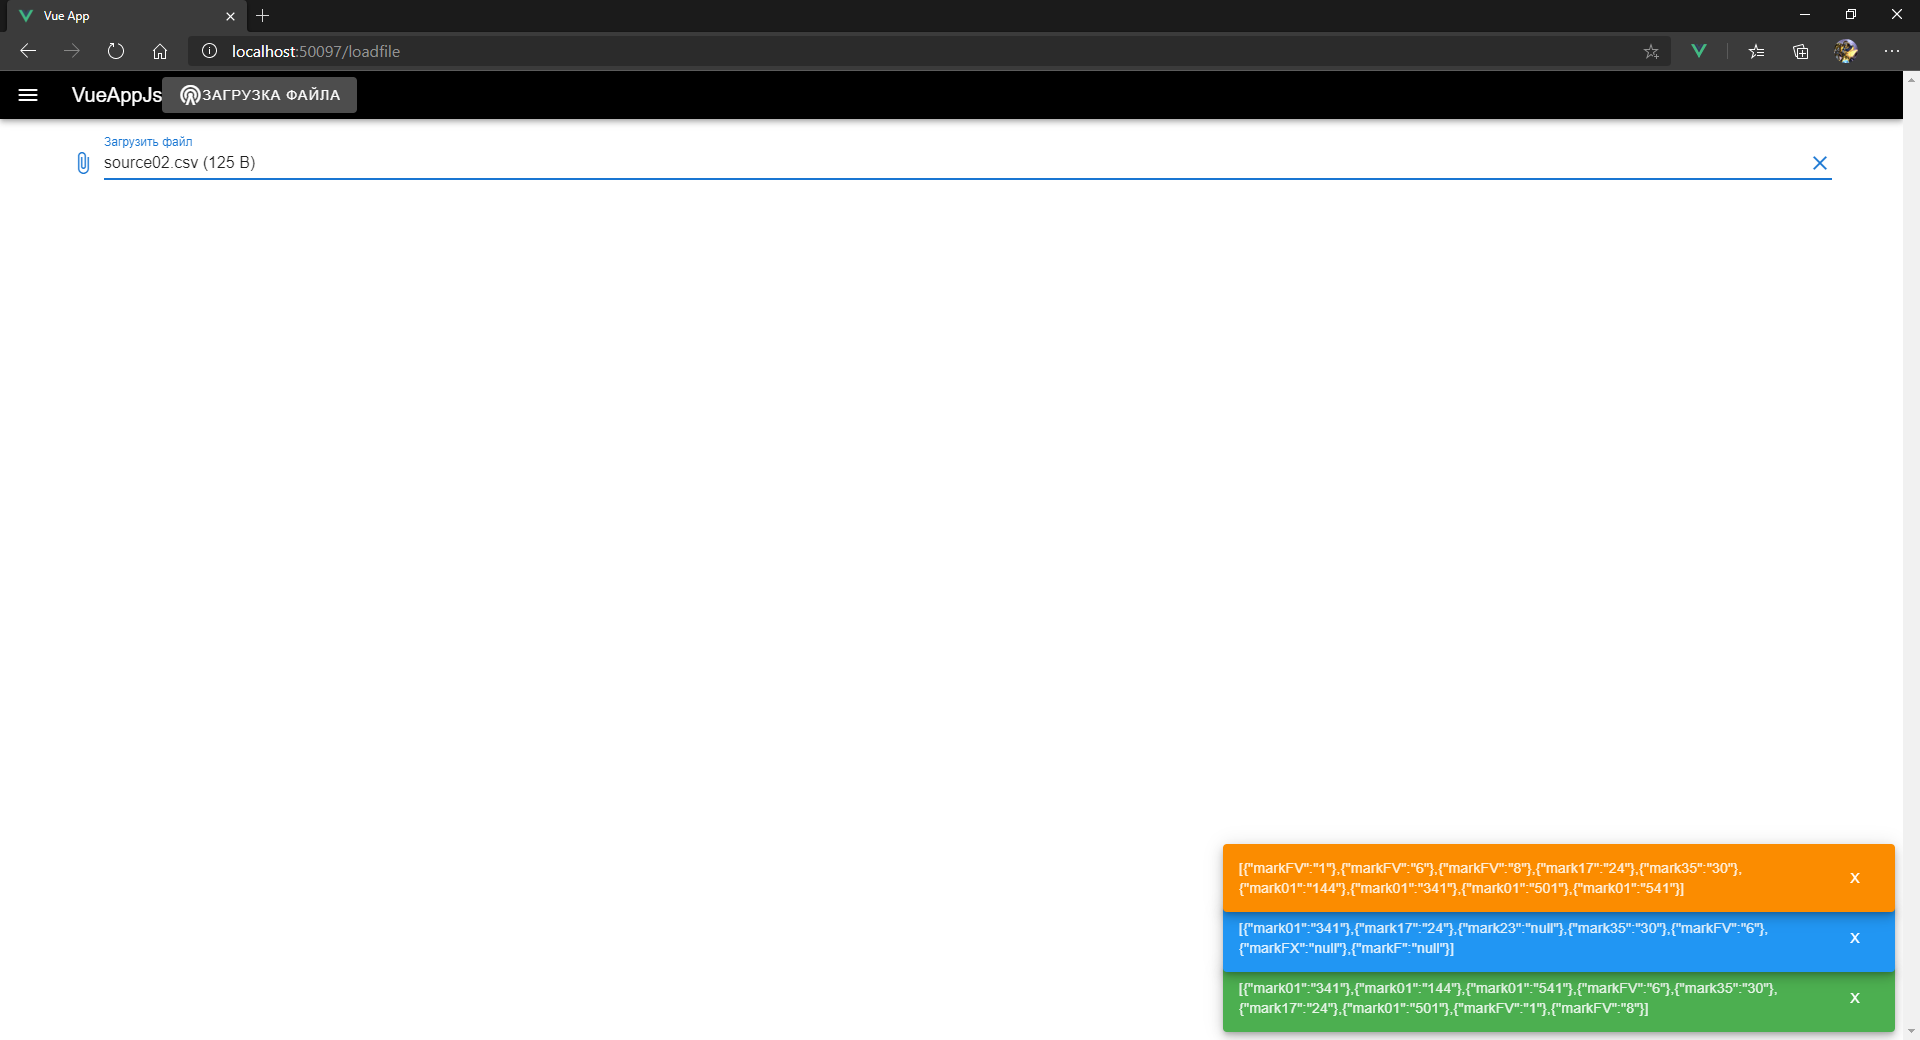 Vue App
localhost:50097/loadfile
VueAppJs
ЗАГРУЗКА ФАЙЛА
Загрузить файл
source02.csv (125 B)
[{"markFV":"1"},{"markFV":"6"},{"markFV":"8"},{"mark17":"24"},{"mark35":"30"},
{"mark01":"144"},{"mark01":"341"},{"mark01":"501"},{"mark01":"541"}]
X
[{"mark01":"341"},{"mark17":"24"},{"mark23":"null"},{"mark35":"30"},{"markFV":"6"},
{"markFX":"null"},{"markF":"null"}]
X
[{"mark01":"341"},{"mark01":"144"},{"mark01":"541"},{"markFV":"6"},{"mark35":"30"},
{"mark17":"24"},{"mark01":"501"},{"markFV":"1"},{"markFV":"8"}]
X